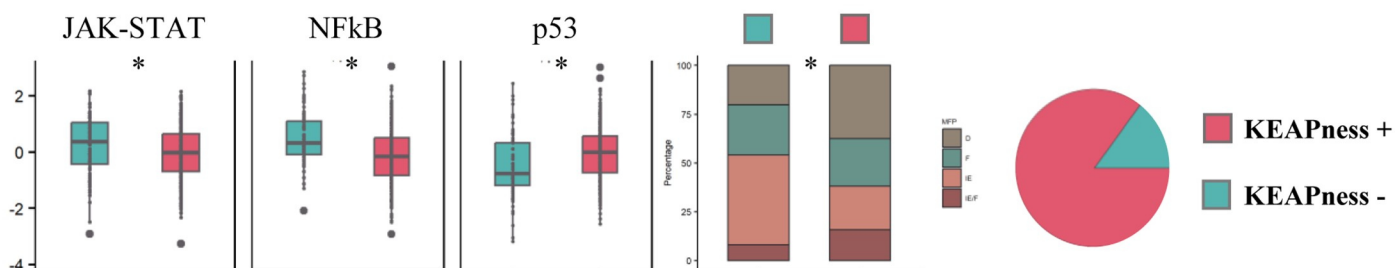 JAK-STAT
NFkB
p53
*
*
*
*
2
0
-2
-4
100
75
50
25
0
Percentage
MFP
D
F
IE
IE/F
KEAPness +
KEAPness -